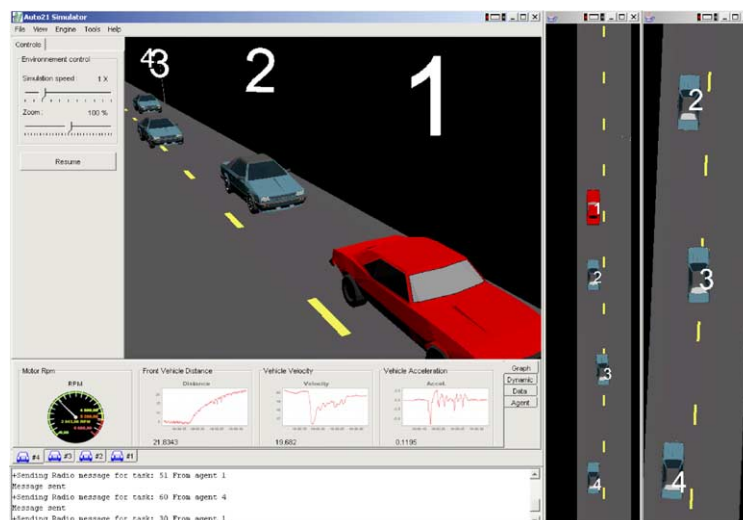 Auto21 Simulator
File View Engine Tools Help
Controls
Environnement control
Simulation speed : 1 X
Zoom : 100 %
Resume
43
2
1
1
2
3
4
2
3
4
Motor Rpm
RPM
Front Vehicle Distance
Distance
21.8343
Vehicle Velocity
Velocity
19.682
Vehicle Acceleration
Accel.
0.1195
Graph
Dynamic
Data
Agent
#4 #3 #2 #1
+Sending Radio message for task: 51 From agent 1
Message sent
+Sending Radio message for task: 60 From agent 4
Message sent
+Sending Radio message for task: 30 From agent 1